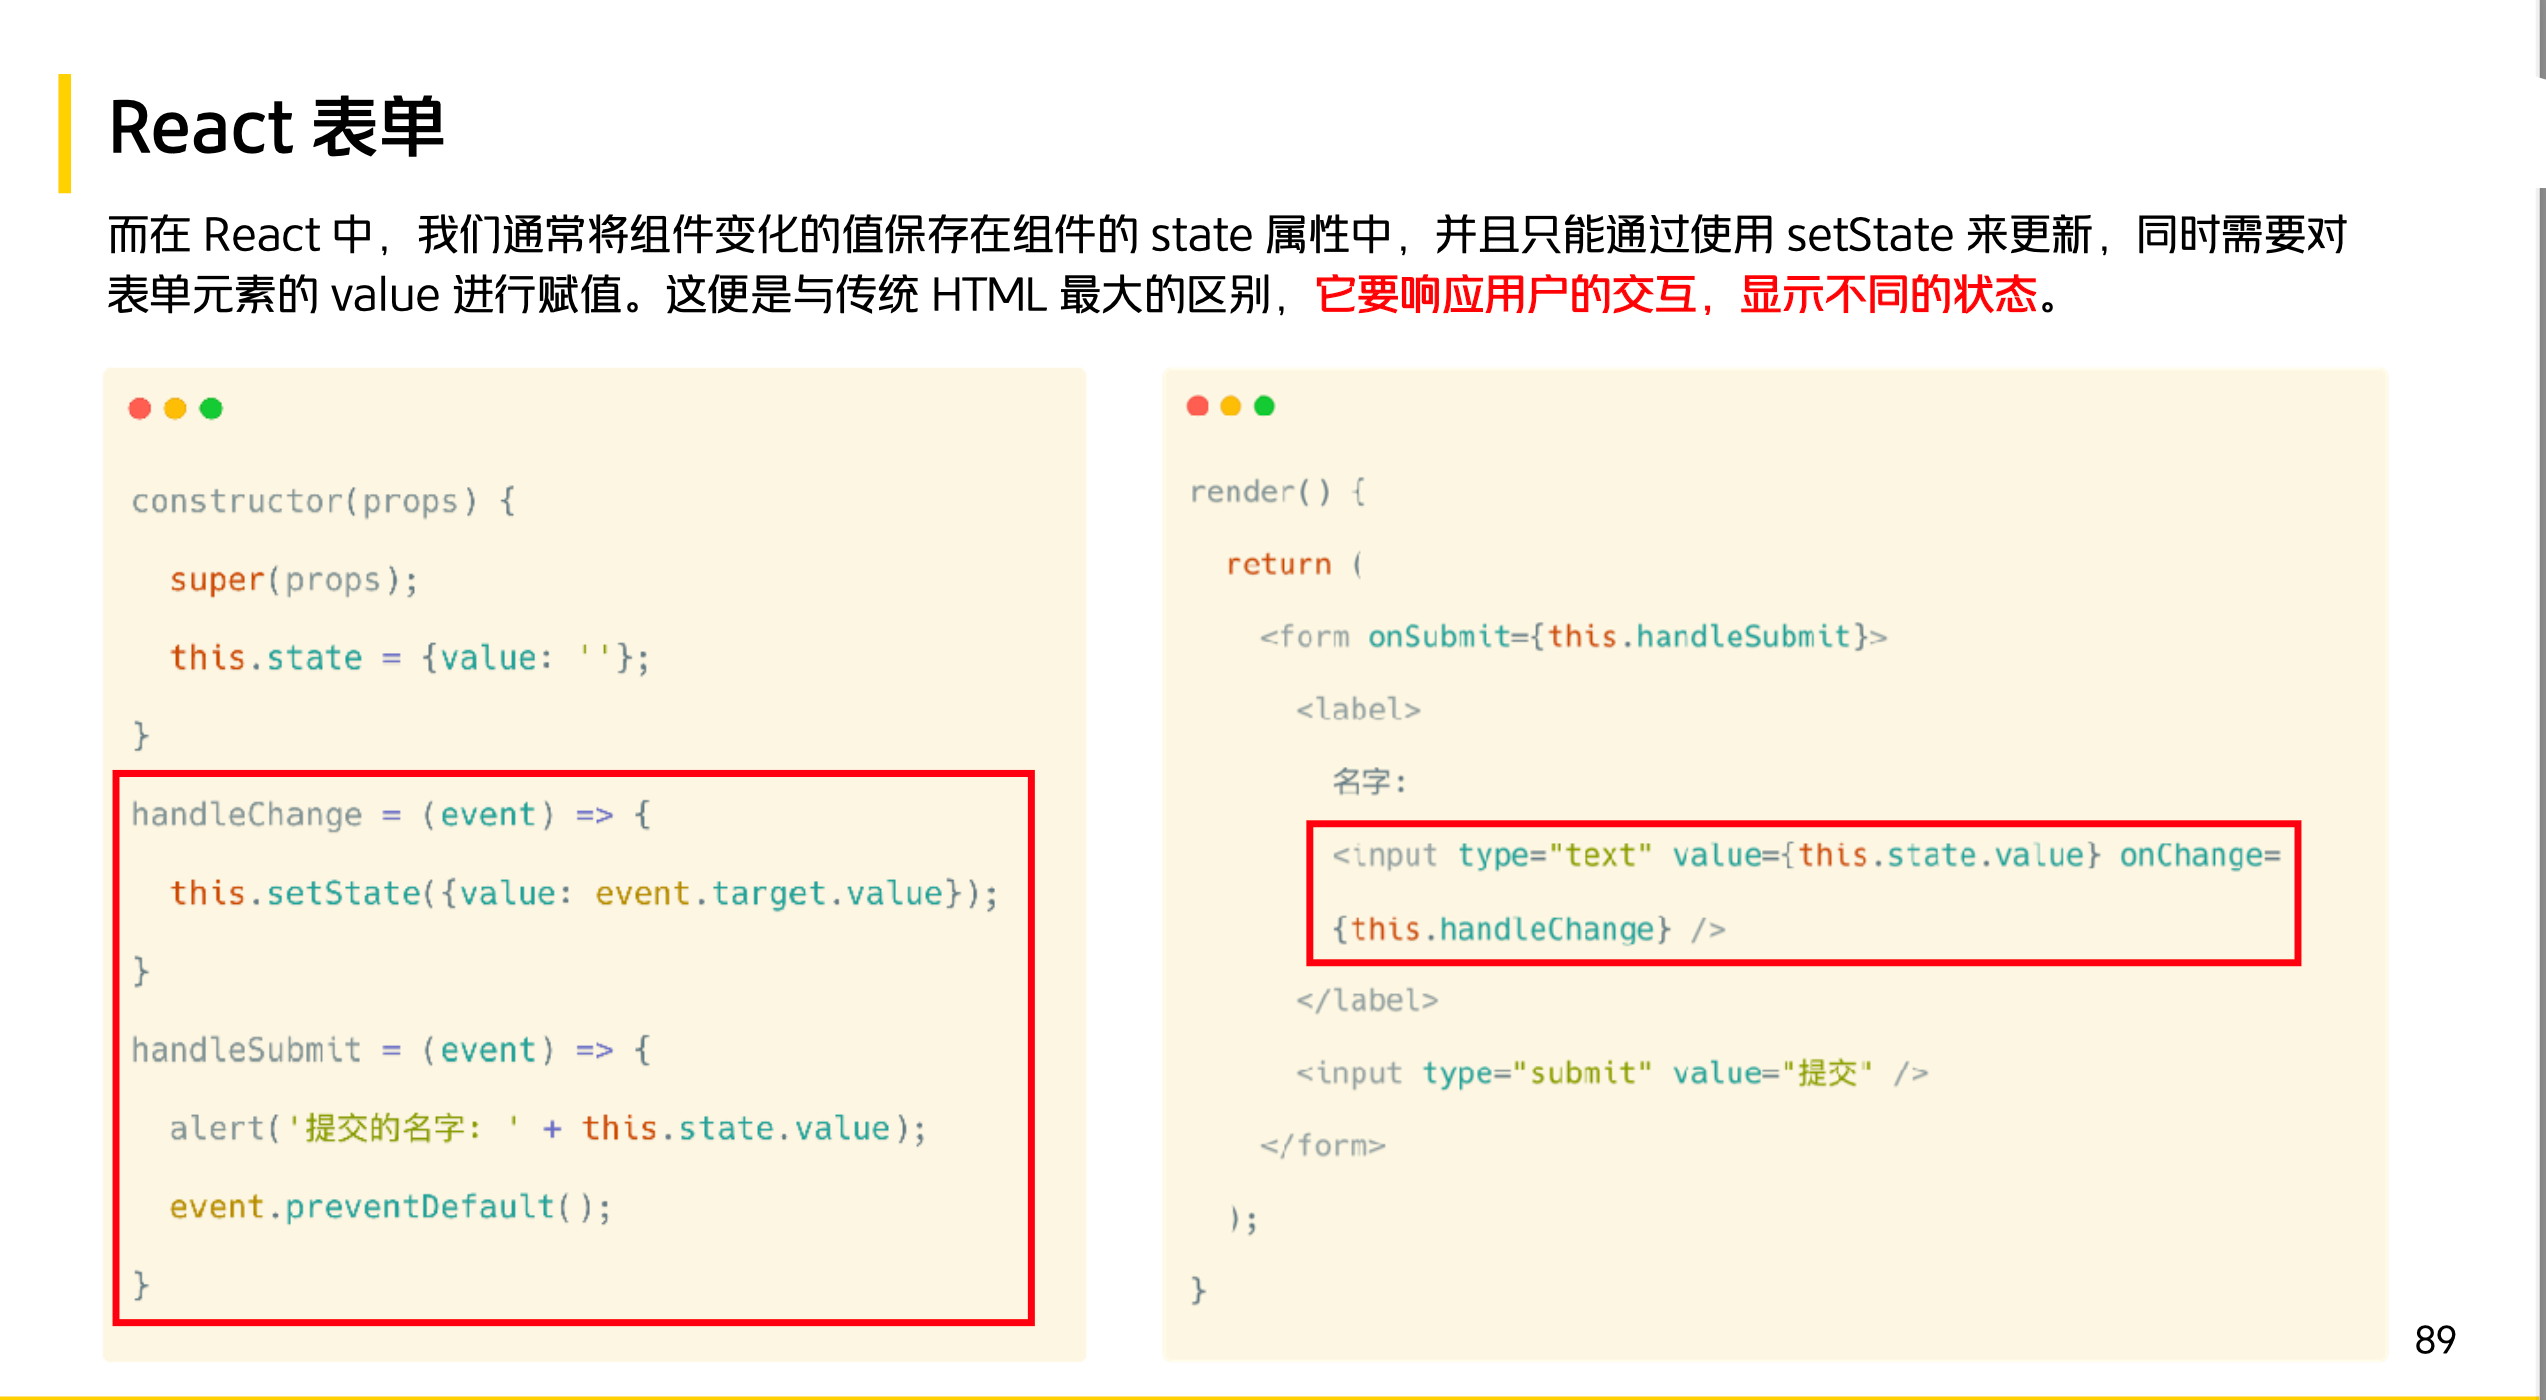 React 表单
而在 React 中，我们通常将组件变化的值保存在组件的 state 属性中，并且只能通过使用 setState 来更新，同时需要对
表单元素的 value 进行赋值。这便是与传统 HTML 最大的区别，它要响应用户的交互，显示不同的状态。
constructor(props) {
  super(props);
  this.state = {value: ''};
}
handleChange = (event) => {
  this.setState({value: event.target.value});
}
handleSubmit = (event) => {
  alert('提交的名字: ' + this.state.value);
  event.preventDefault();
}
render() {
  return (
    <form onSubmit={this.handleSubmit}>
      <label>
        名字:
        <input type="text" value={this.state.value} onChange=
        {this.handleChange} />
      </label>
      <input type="submit" value="提交" />
    </form>
  );
}
89